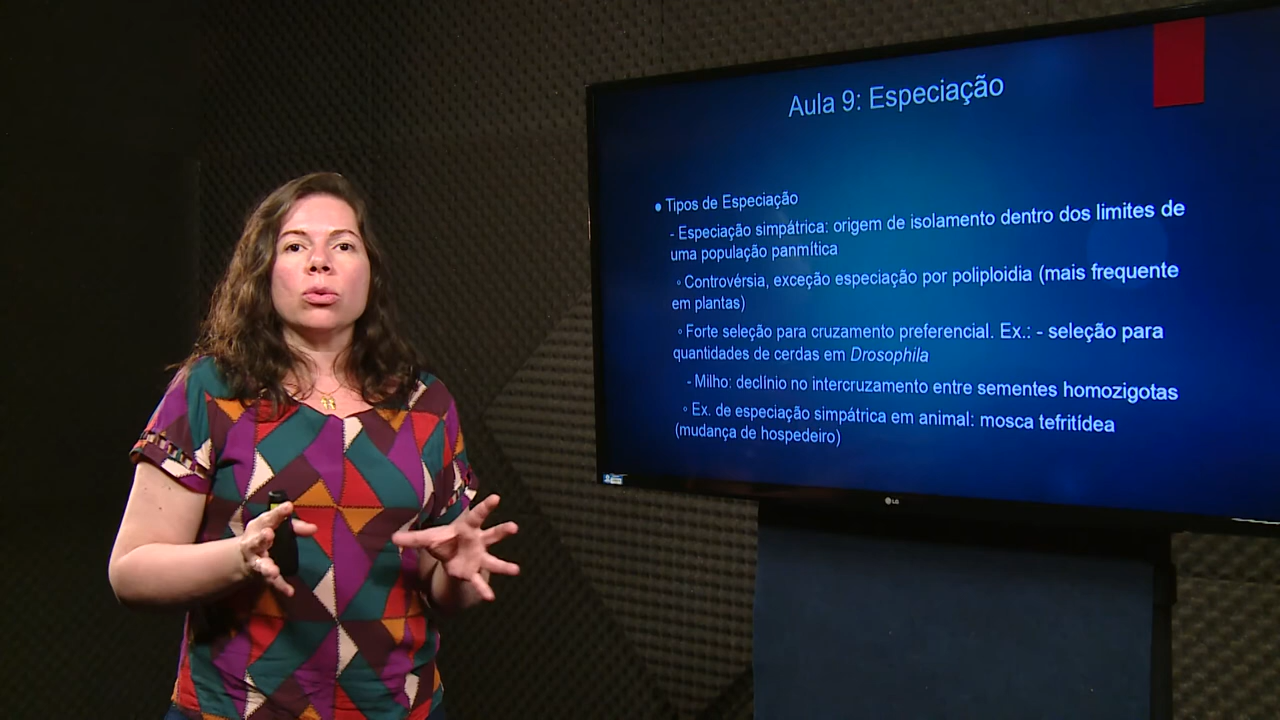 Aula 9: Especiação
● Tipos de Especiação
- Especiação simpátrica: origem de isolamento dentro dos limites de
uma população panmítica
◦ Controvérsia, exceção especiação por poliploidia (mais frequente
em plantas)
◦ Forte seleção para cruzamento preferencial. Ex.: - seleção para
quantidades de cerdas em Drosophila
- Milho: declínio no intercruzamento entre sementes homozigotas
◦ Ex. de especiação simpátrica em animal: mosca tefritídea
(mudança de hospedeiro)
LG